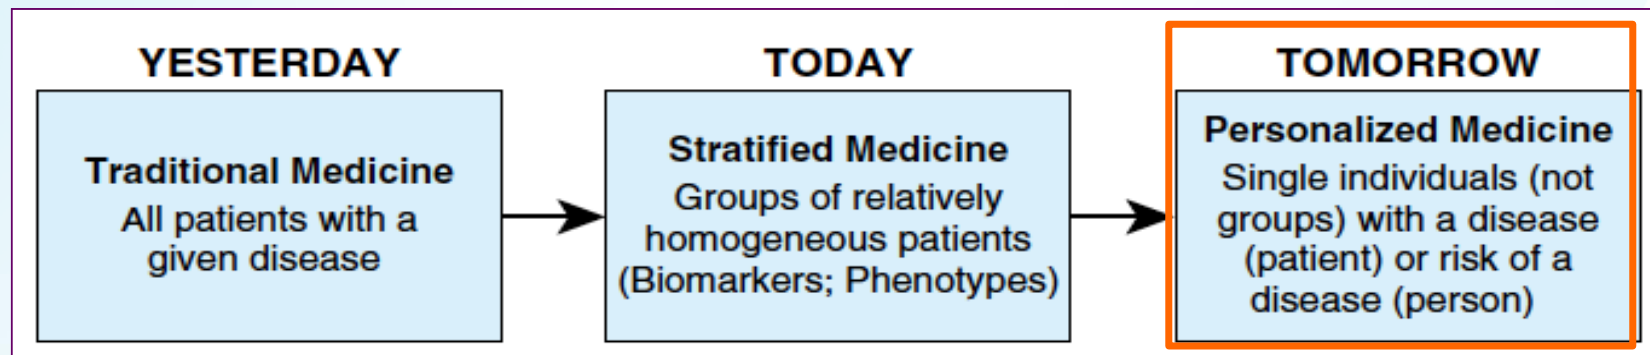 YESTERDAY
Traditional Medicine
All patients with a
given disease
TODAY
Stratified Medicine
Groups of relatively
homogeneous patients
(Biomarkers; Phenotypes)
TOMORROW
Personalized Medicine
Single individuals (not
groups) with a disease
(patient) or risk of a
disease (person)